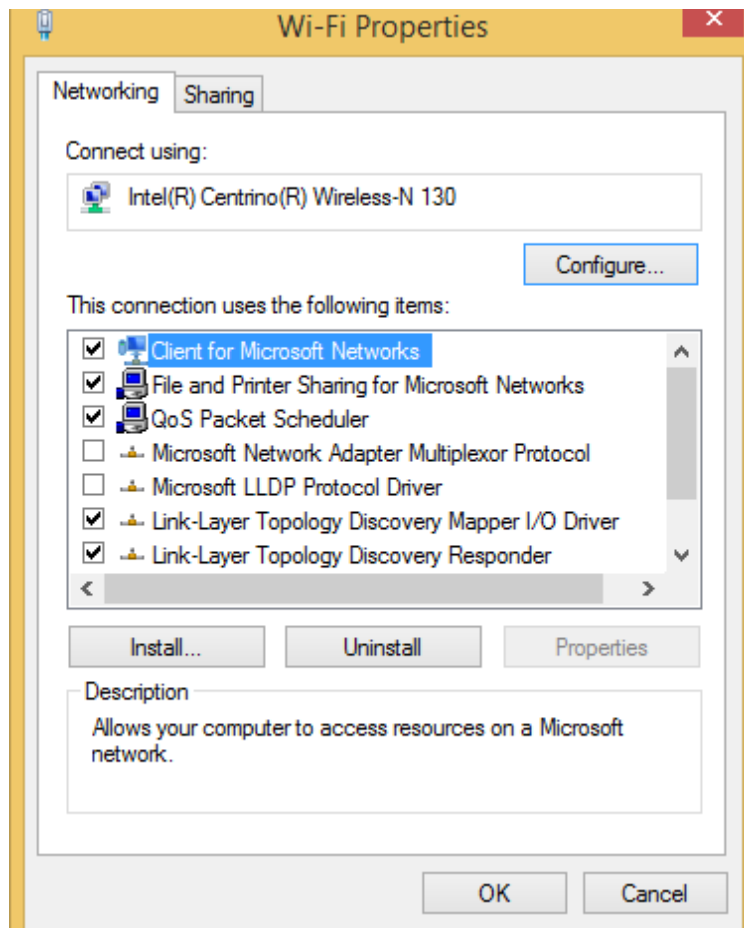 Wi-Fi Properties
Networking
Sharing
Connect using:
Intel(R) Centrino(R) Wireless-N 130
Configure...
This connection uses the following items:
Client for Microsoft Networks
File and Printer Sharing for Microsoft Networks
QoS Packet Scheduler
Microsoft Network Adapter Multiplexor Protocol
Microsoft LLDP Protocol Driver
Link-Layer Topology Discovery Mapper I/O Driver
Link-Layer Topology Discovery Responder
Install...
Uninstall
Properties
Description
Allows your computer to access resources on a Microsoft
network.
OK
Cancel